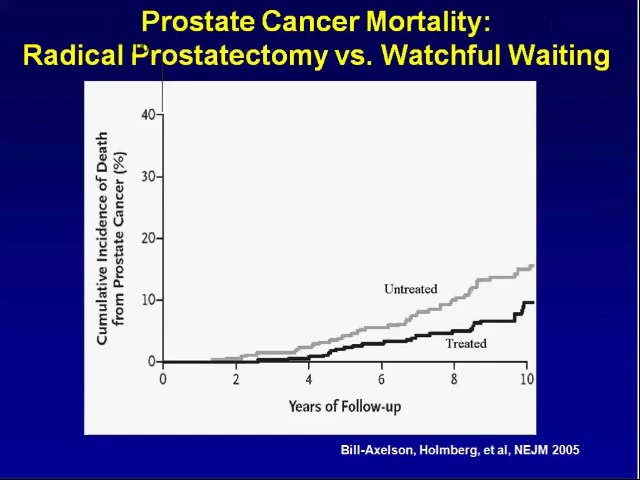 Prostate Cancer Mortality:
Radical Prostatectomy vs. Watchful Waiting
Cumulative Incidence of Death
from Prostate Cancer (%)
40
30
20
10
0
Untreated
Treated
0 2 4 6 8 10
Years of Follow-up
Bill-Axelson, Holmberg, et al, NEJM 2005